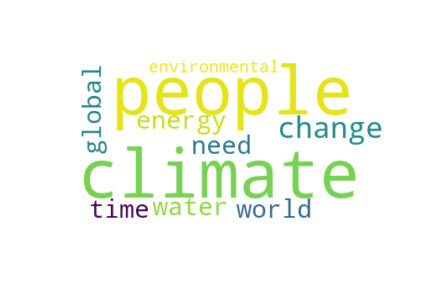 environmental
people
global
energy
change
need
climate
time water world